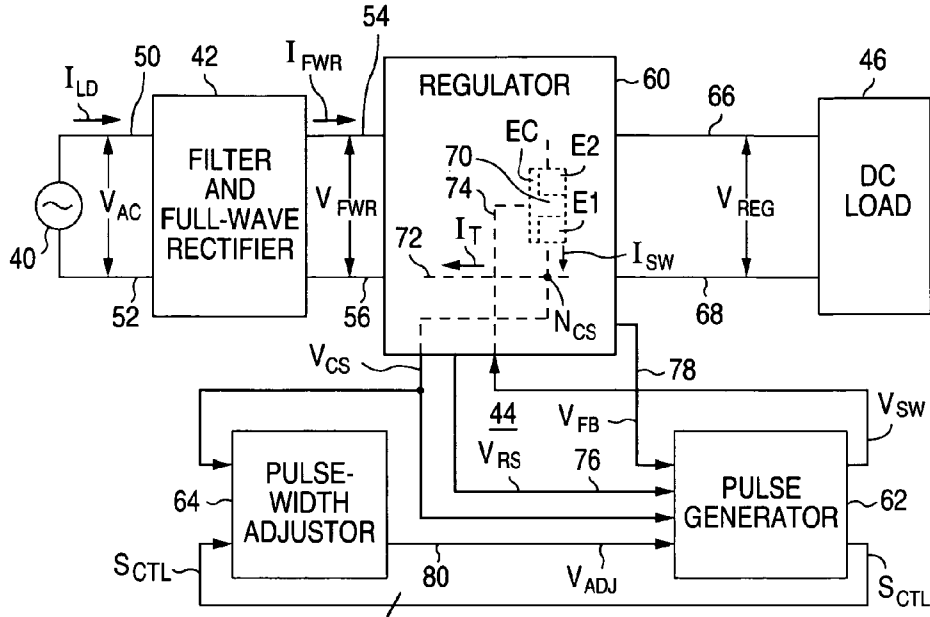 50
42
I_FWR
54
60
46
I_LD
REGULATOR
66
EC
E2
70
74
E1
FILTER
AND
FULL-WAVE
RECTIFIER
V_AC
V_FWR
V_REG
DC
LOAD
40
72
I_T
I_SW
52
56
N_CS
68
V_CS
78
44
V_FB
V_SW
V_RS
76
64
PULSE-
WIDTH
ADJUSTOR
PULSE
GENERATOR
62
S_CTL
80
V_ADJ
S_CTL